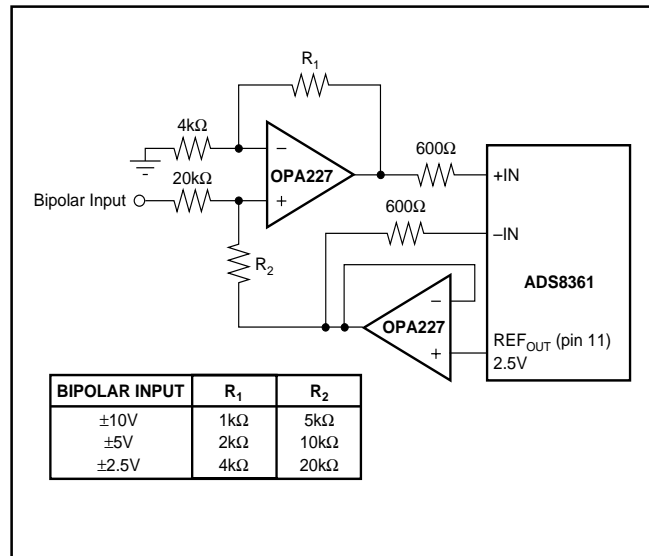 R1
4kΩ
−
OPA227
+
20kΩ
Bipolar Input
R2
600Ω
+IN
600Ω
−IN
ADS8361
−
OPA227
+
REFOUT (pin 11)
2.5V
BIPOLAR INPUT R1 R2
±10V 1kΩ 5kΩ
±5V 2kΩ 10kΩ
±2.5V 4kΩ 20kΩ